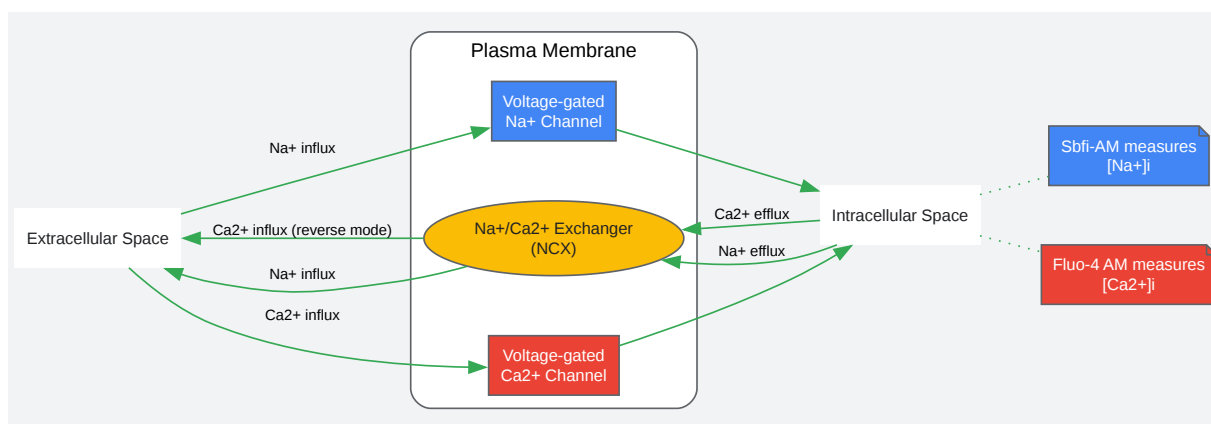 Plasma Membrane
Voltage-gated
Na+ Channel
Na+ influx
Sbfi-AM measures
[Na+]i
Extracellular Space
Ca2+ influx (reverse mode)
Na+/Ca2+ Exchanger
(NCX)
Ca2+ efflux
Intracellular Space
Na+ efflux
Na+ influx
Fluo-4 AM measures
[Ca2+]i
Ca2+ influx
Voltage-gated
Ca2+ Channel